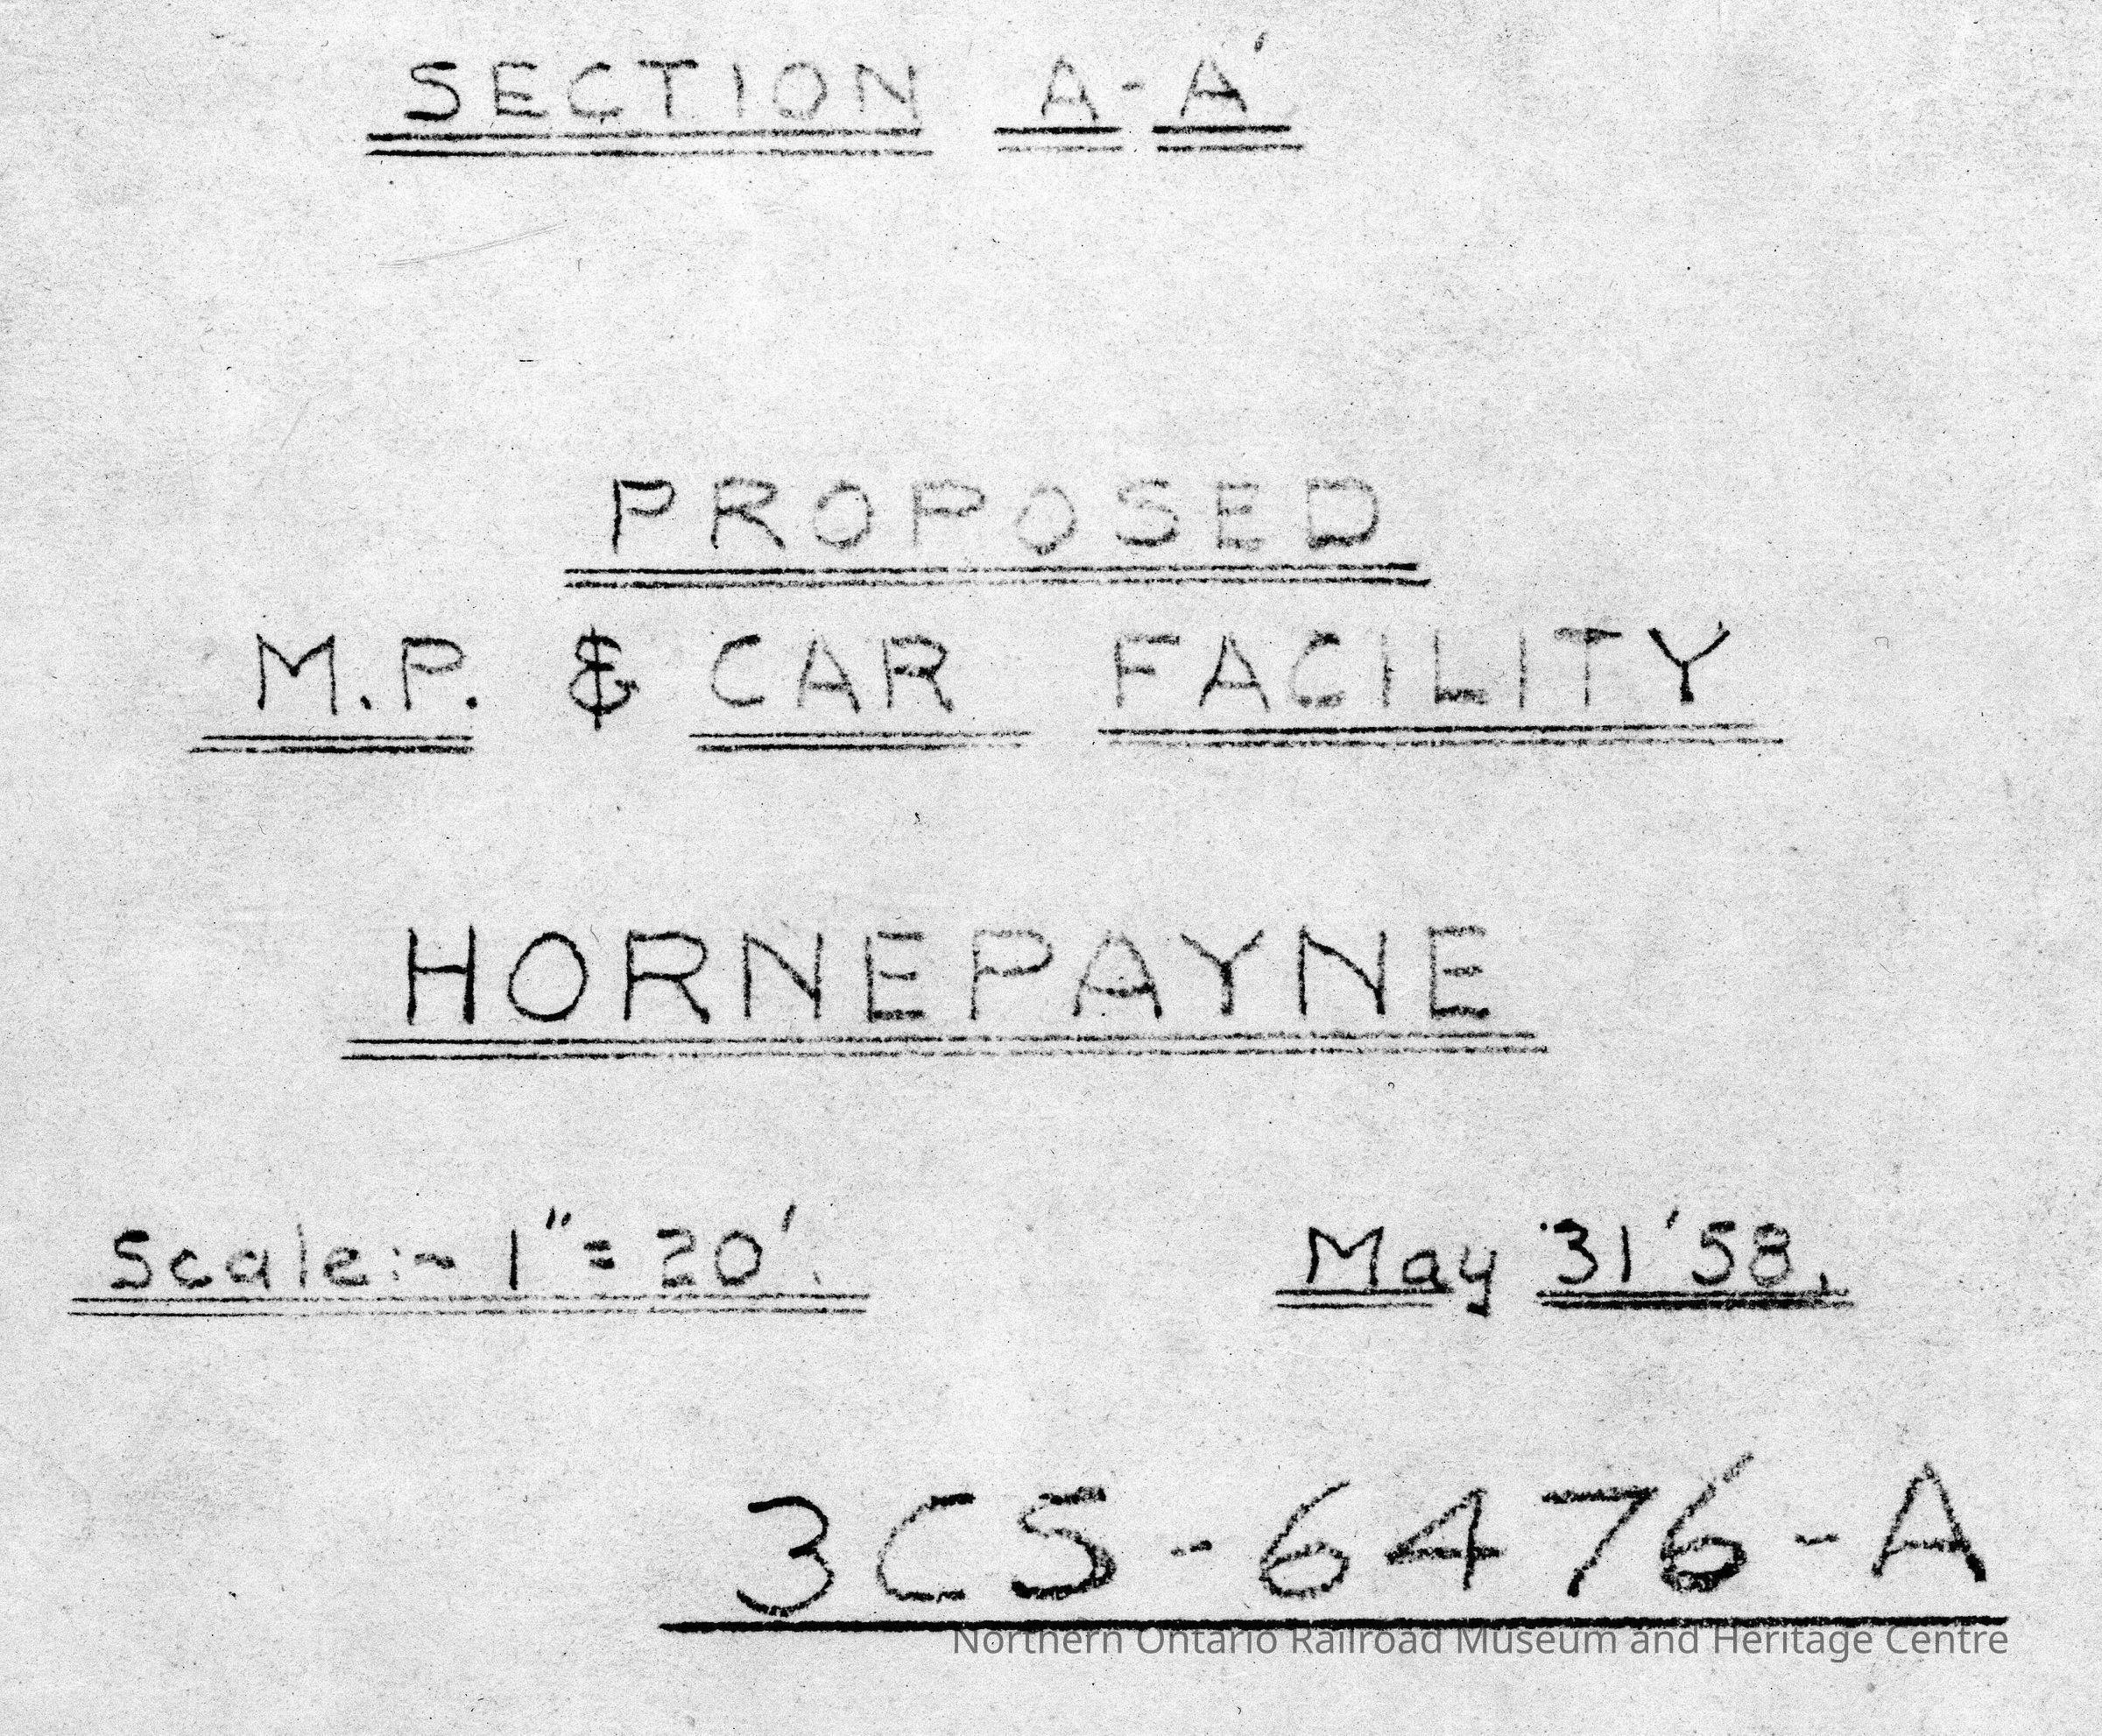 SECTION A-A'
PROPOSED
M.P. & CAR FACILITY
HORNEPAYNE
Scale:- 1"= 20'.
May 31'58.
3CS-6476-A
Northern Ontario Railroad Museum and Heritage Centre